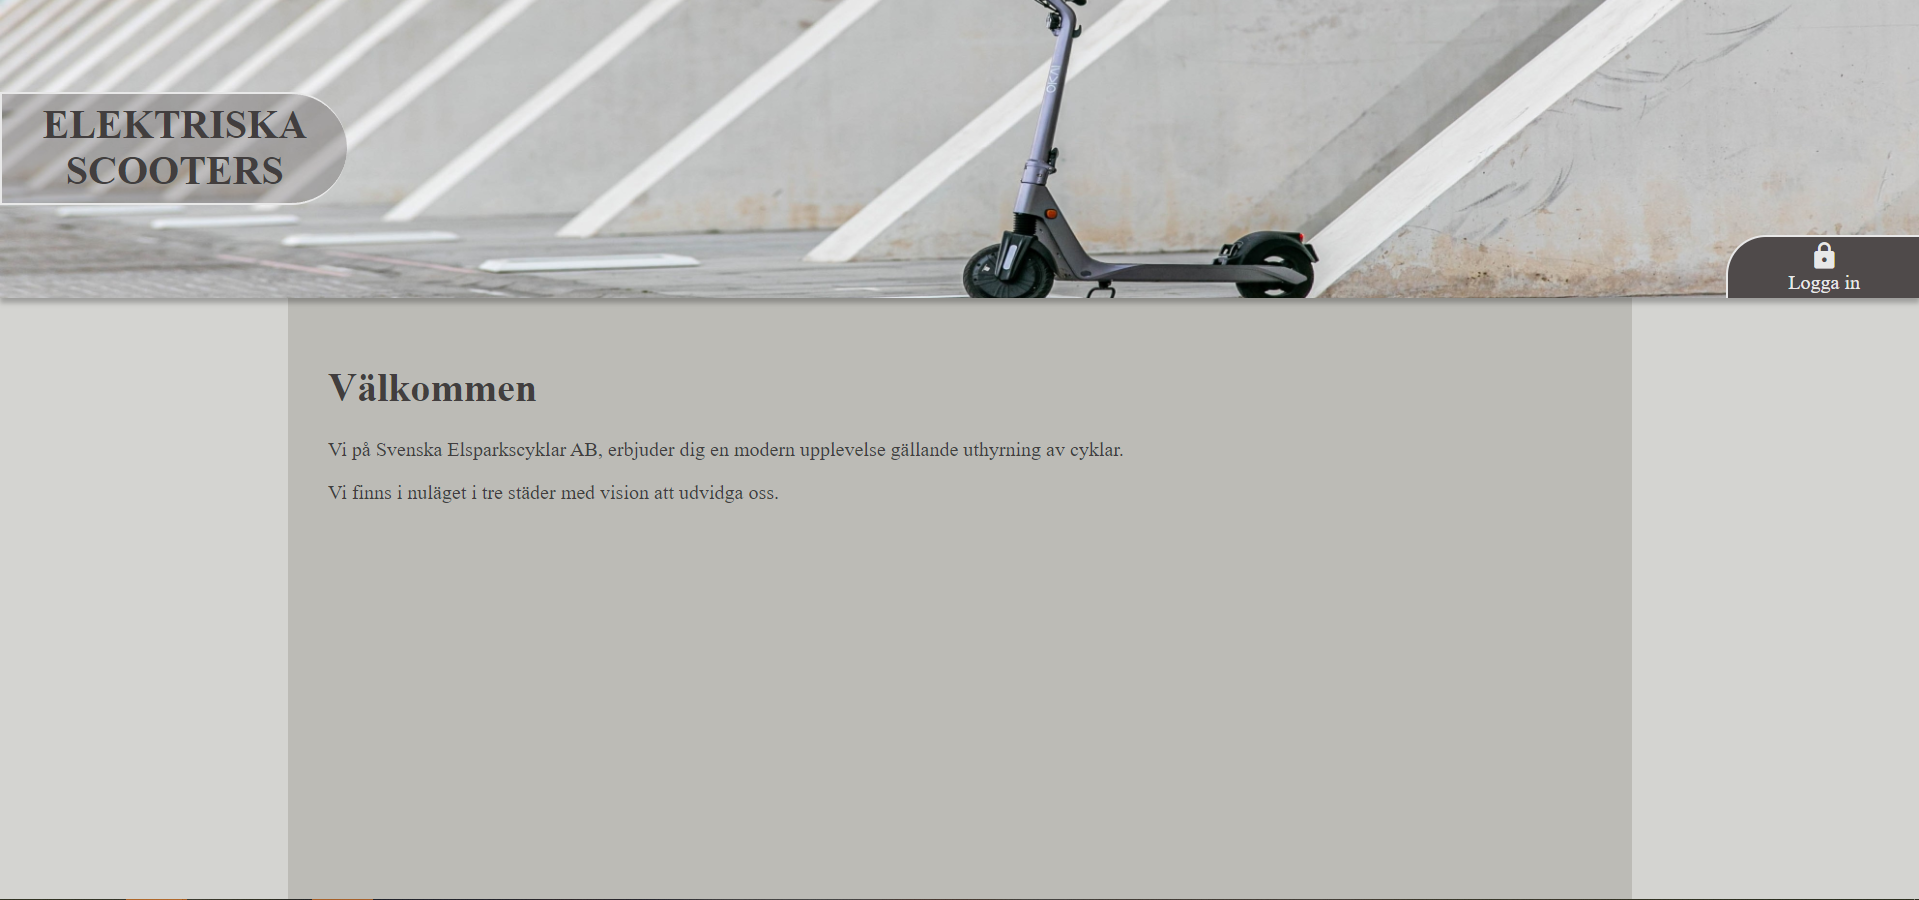 OKAI
ELEKTRISKA
SCOOTERS
Logga in
Välkommen
Vi på Svenska Elsparkscyklar AB, erbjuder dig en modern upplevelse gällande uthyrning av cyklar.
Vi finns i nuläget i tre städer med vision att udvidga oss.